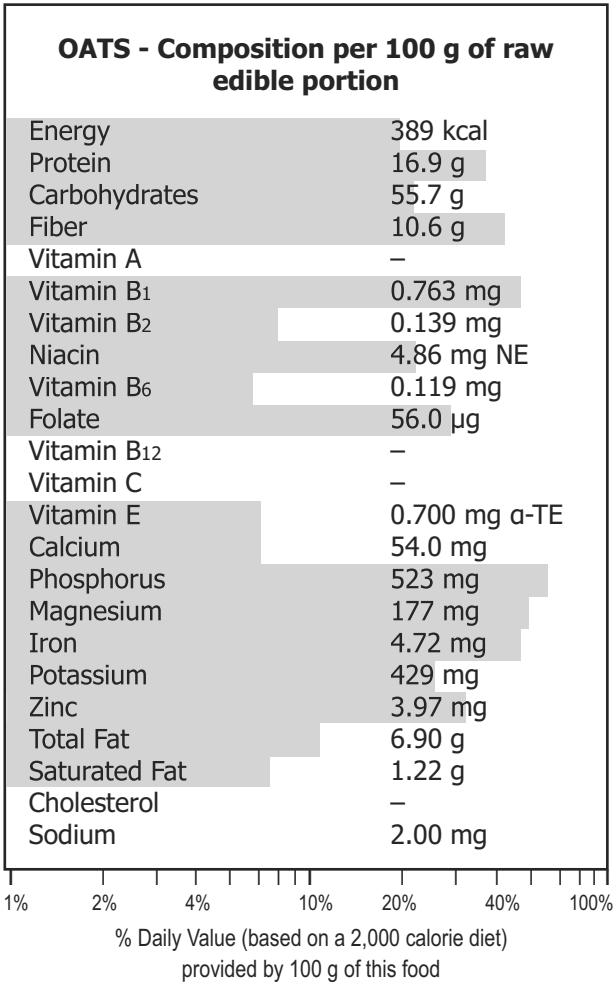 OATS - Composition per 100 g of raw
edible portion
Energy 389 kcal
Protein 16.9 g
Carbohydrates 55.7 g
Fiber 10.6 g
Vitamin A –
Vitamin B1 0.763 mg
Vitamin B2 0.139 mg
Niacin 4.86 mg NE
Vitamin B6 0.119 mg
Folate 56.0 µg
Vitamin B12 –
Vitamin C –
Vitamin E 0.700 mg α-TE
Calcium 54.0 mg
Phosphorus 523 mg
Magnesium 177 mg
Iron 4.72 mg
Potassium 429 mg
Zinc 3.97 mg
Total Fat 6.90 g
Saturated Fat 1.22 g
Cholesterol –
Sodium 2.00 mg
1% 2% 4% 10% 20% 40% 100%
% Daily Value (based on a 2,000 calorie diet)
provided by 100 g of this food